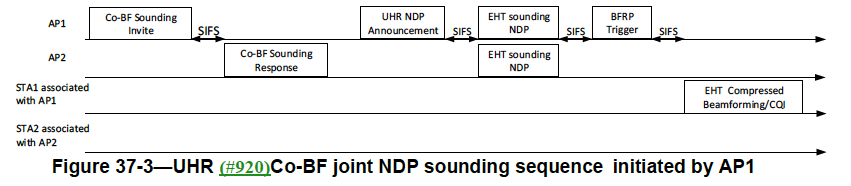 AP1
Co-BF Sounding
Invite
SIFS
UHR NDP
Announcement
SIFS
EHT sounding
NDP
SIFS
BFRP
Trigger
SIFS
AP2
Co-BF Sounding
Response
EHT sounding
NDP
STA1 associated
with AP1
EHT Compressed
Beamforming/CQI
STA2 associated
with AP2
Figure 37-3—UHR (#920)Co-BF joint NDP sounding sequence initiated by AP1